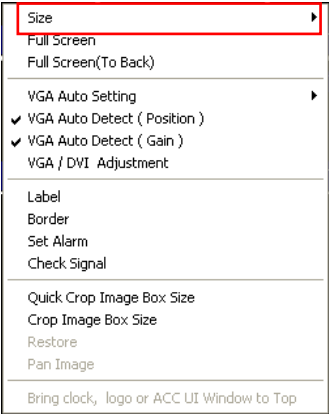 Size
Full Screen
Full Screen(To Back)
VGA Auto Setting
VGA Auto Detect ( Position )
VGA Auto Detect ( Gain )
VGA / DVI Adjustment
Label
Border
Set Alarm
Check Signal
Quick Crop Image Box Size
Crop Image Box Size
Restore
Pan Image
Bring clock, logo or ACC UI Window to Top